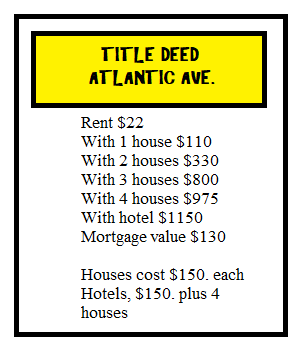 TITLE DEED
ATLANTIC AVE.
Rent $22
With 1 house $110
With 2 houses $330
With 3 houses $800
With 4 houses $975
With hotel $1150
Mortgage value $130
Houses cost $150. each
Hotels, $150. plus 4
houses